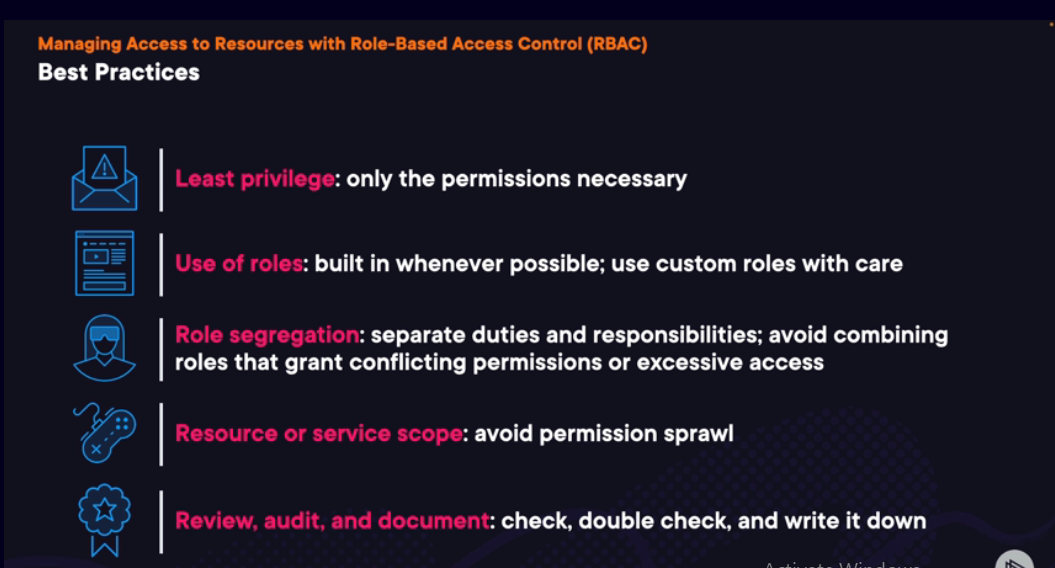 Managing Access to Resources with Role-Based Access Control (RBAC)
Best Practices
Least privilege: only the permissions necessary
Use of roles: built in whenever possible; use custom roles with care
Role segregation: separate duties and responsibilities; avoid combining
roles that grant conflicting permissions or excessive access
Resource or service scope: avoid permission sprawl
Review, audit, and document: check, double check, and write it down
Activate Windows